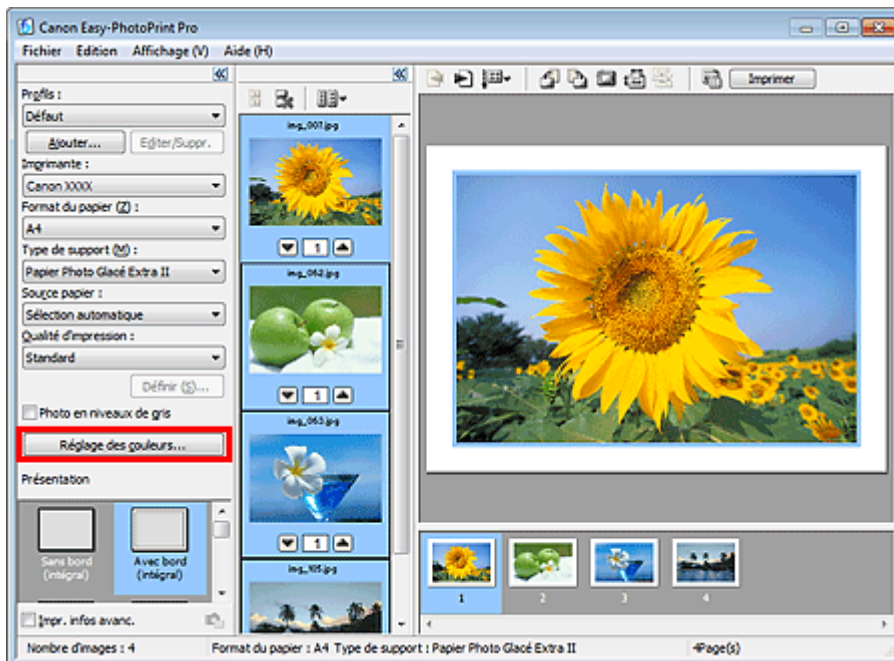 Canon Easy-PhotoPrint Pro
Fichier Edition Affichage (V) Aide (H)
Profils :
Défaut
Ajouter... Editer/Suppr.
Imprimante :
Canon XXXX
Format du papier (Z) :
A4
Type de support (M) :
Papier Photo Glacé Extra II
Source papier :
Sélection automatique
Qualité d'impression :
Standard
Définir (S)...
Photo en niveaux de gris
Réglage des couleurs...
Présentation
Sans bord (intégral)
Avec bord (intégral)
Impr. infos avanc.
img_001.jpg
1
img_062.jpg
1
img_063.jpg
1
img_105.jpg
Imprimer
1 2 3 4
Nombre d'images : 4 Format du papier : A4 Type de support : Papier Photo Glacé Extra II 4Page(s)